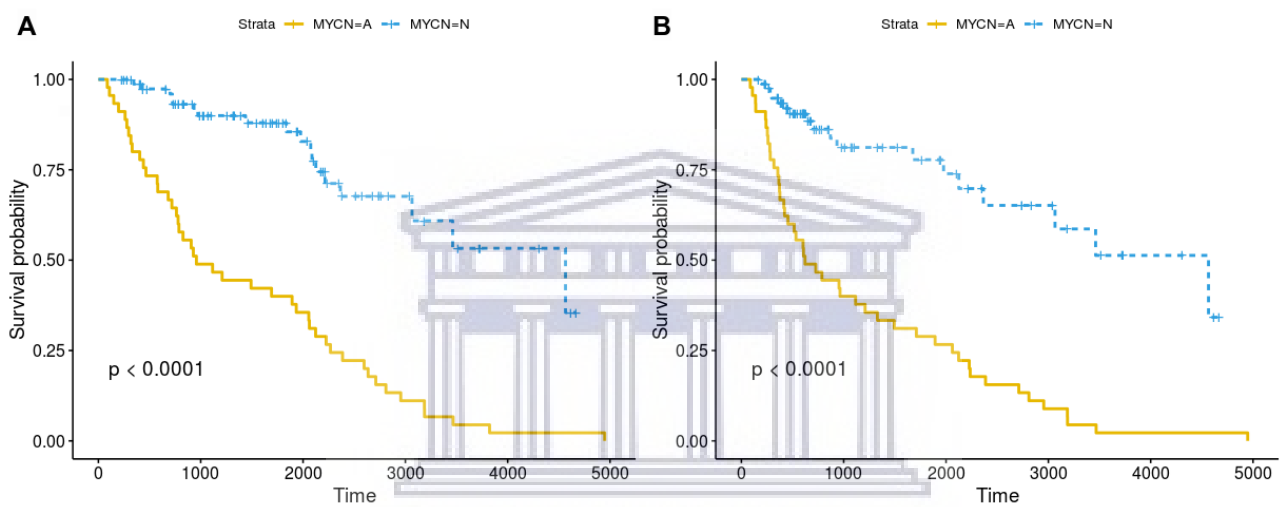 A
Strata MYCN=A MYCN=N
1.00
0.75
0.50
0.25
0.00
Survival probability
p < 0.0001
0 1000 2000 3000 4000 5000
Time
B
Strata MYCN=A MYCN=N
1.00
0.75
0.50
0.25
0.00
Survival probability
p < 0.0001
0 1000 2000 3000 4000 5000
Time